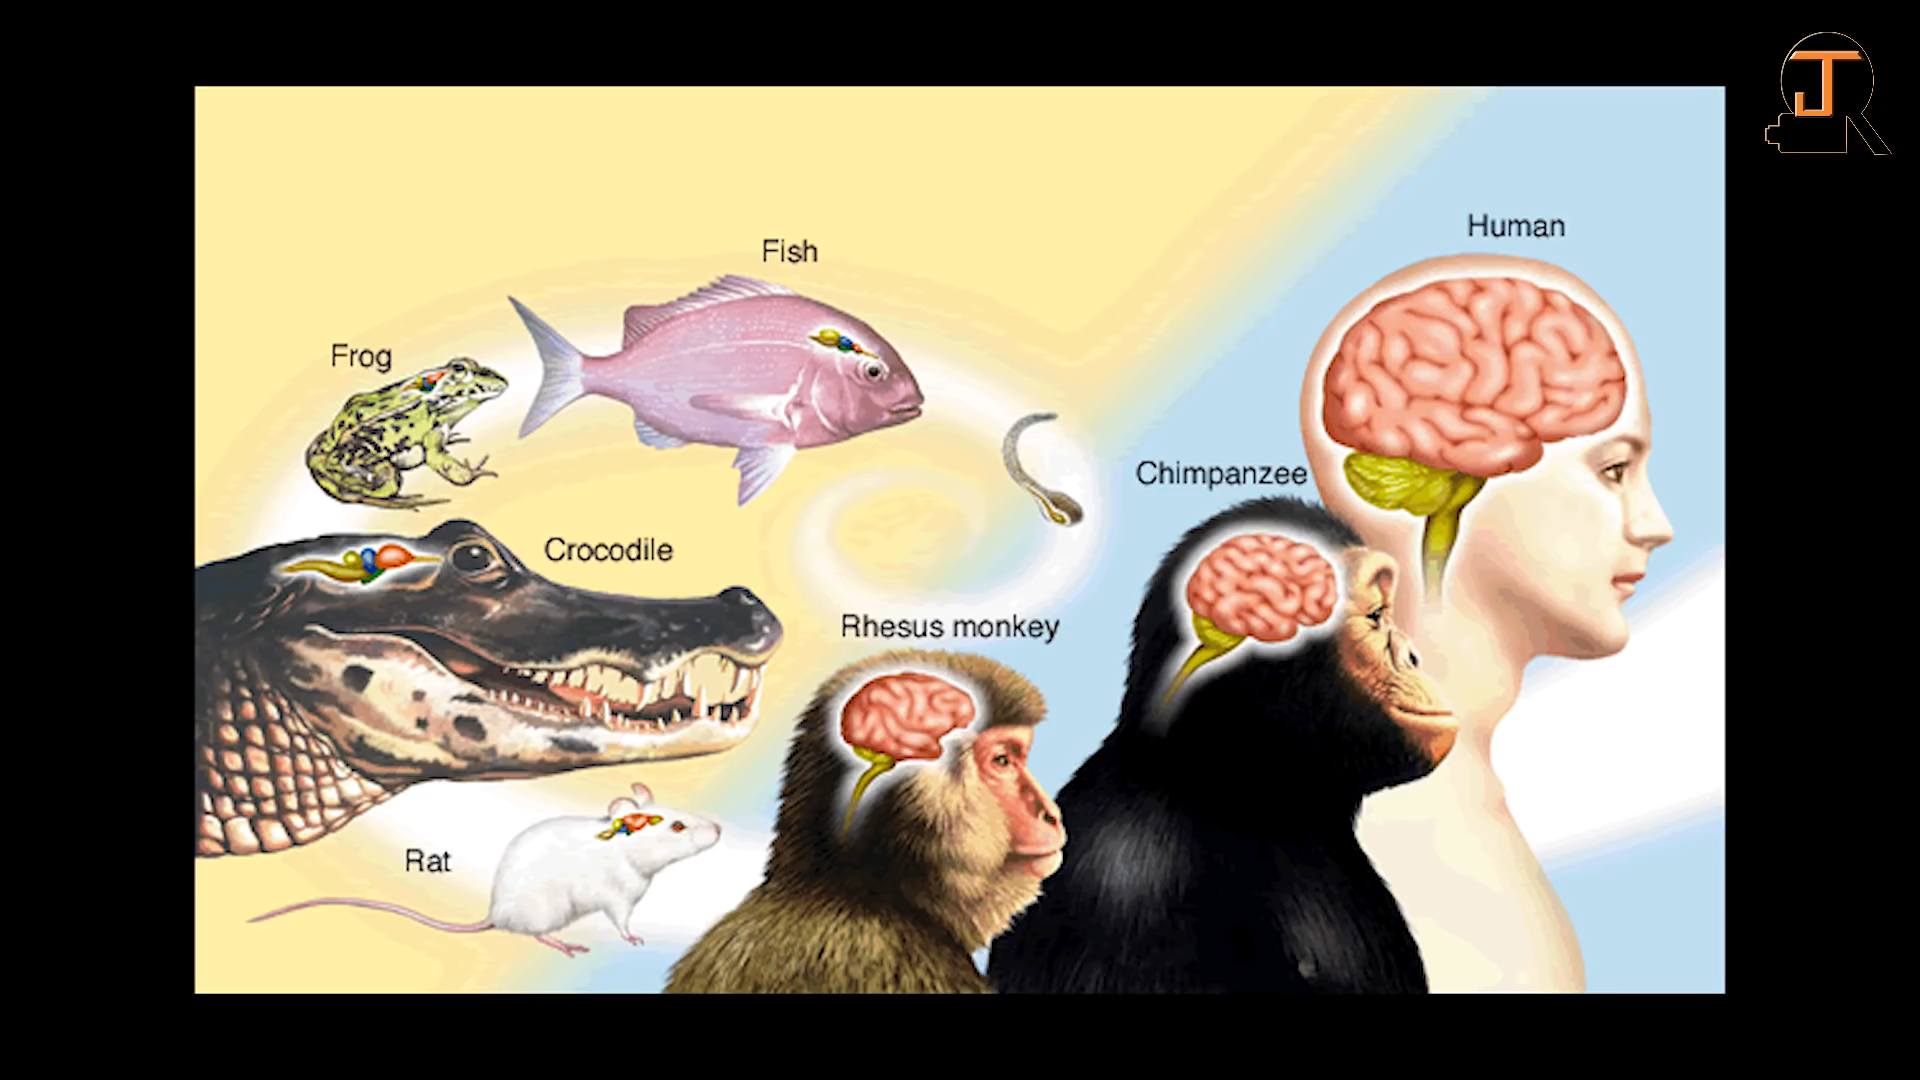 Human
Fish
Frog
Chimpanzee
Crocodile
Rhesus monkey
Rat
J